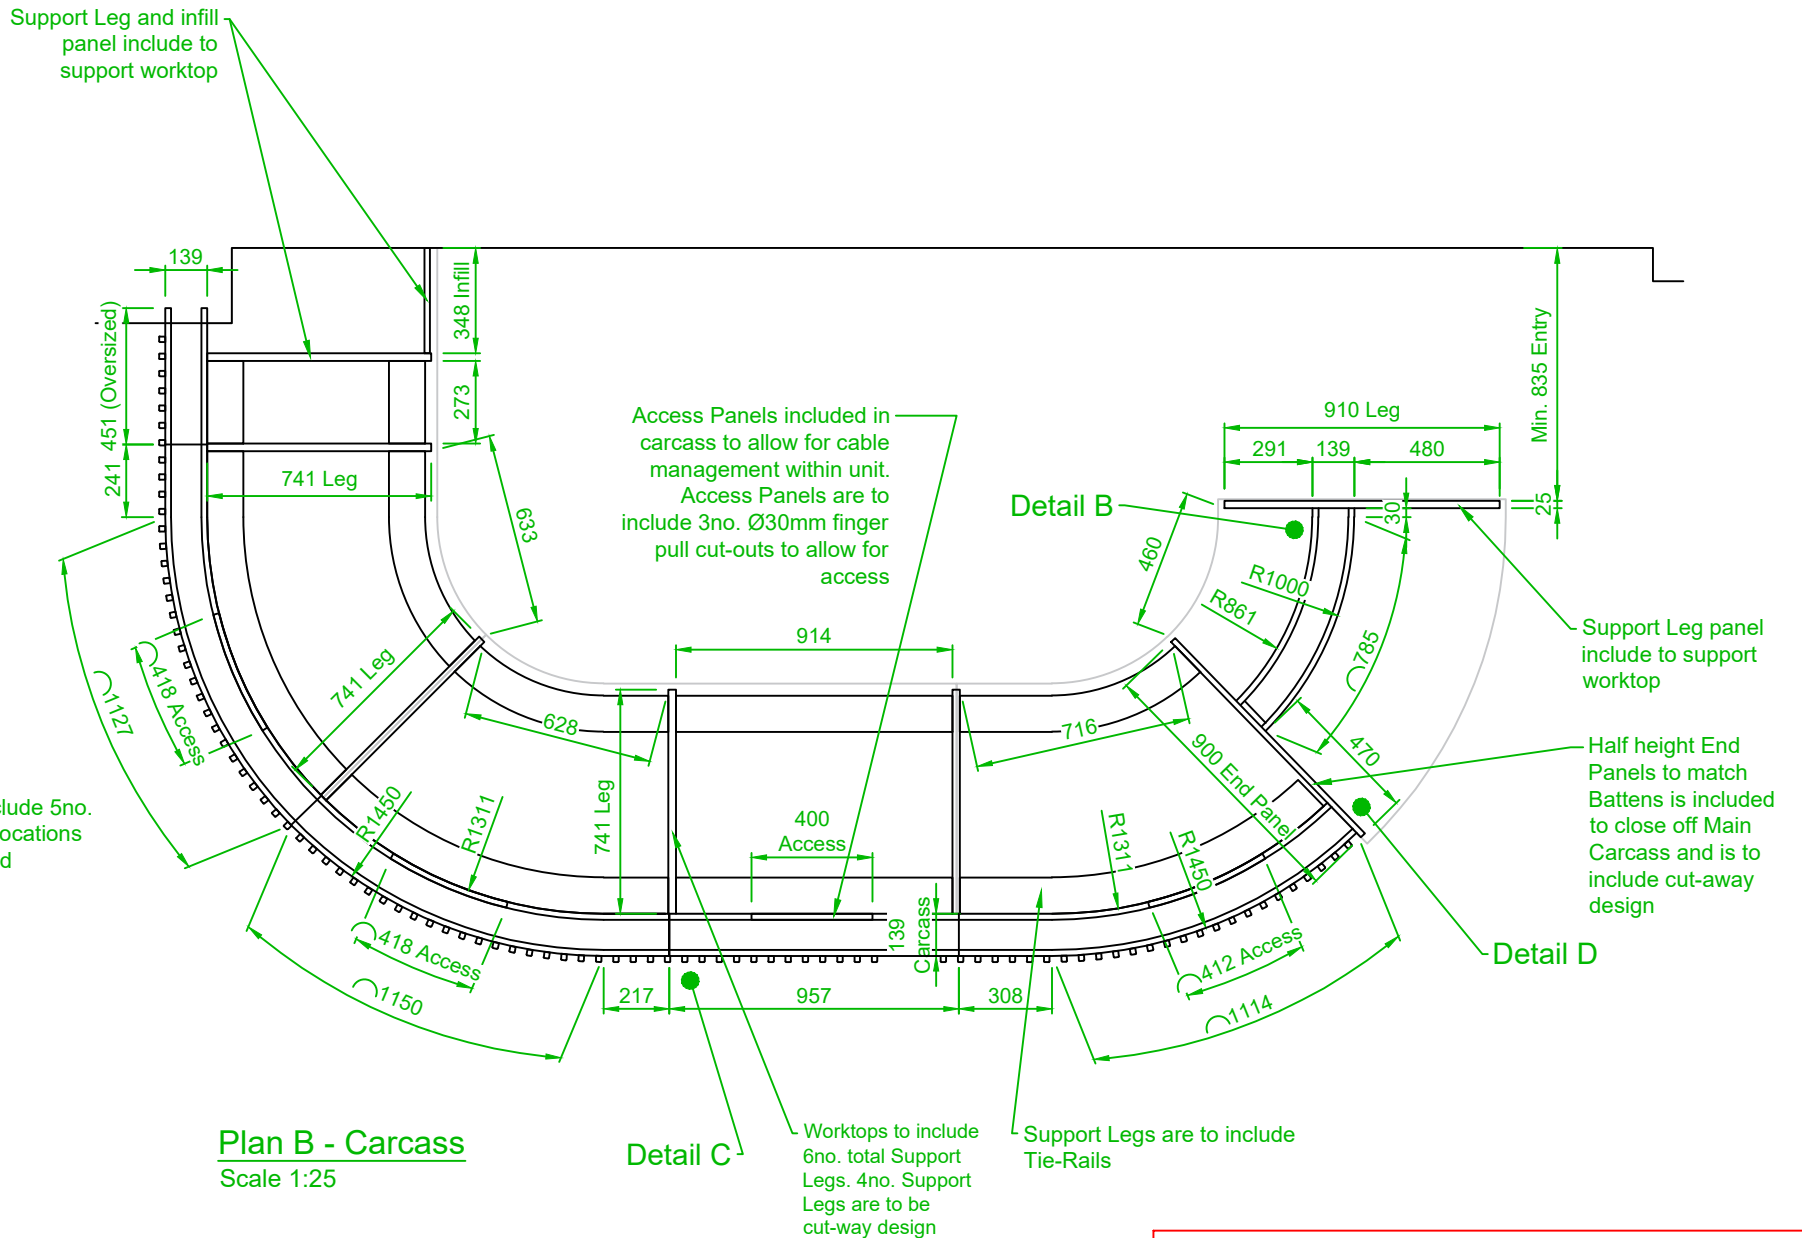 Support Leg and infill
panel include to
support worktop
139
348 Infill
451 (Oversized)
273
241
741 Leg
633
Access Panels included in
carcass to allow for cable
management within unit.
Access Panels are to
include 3no. Ø30mm finger
pull cut-outs to allow for
access
Min. 835 Entry
910 Leg
291
139
480
30
25
Detail B
460
R1000
R861
785
Support Leg panel
include to support
worktop
914
741 Leg
418 Access
1127
628
716
900 End Panel
470
Half height End
Panels to match
Battens is included
to close off Main
Carcass and is to
include cut-away
design
741 Leg
400
Access
R1450
R1311
R1311
R1450
clude 5no.
ocations
d
139
Carcass
418 Access
1150
412 Access
1114
Detail D
217
957
308
Plan B - Carcass
Scale 1:25
Detail C
Worktops to include
6no. total Support
Legs. 4no. Support
Legs are to be
cut-way design
Support Legs are to include
Tie-Rails